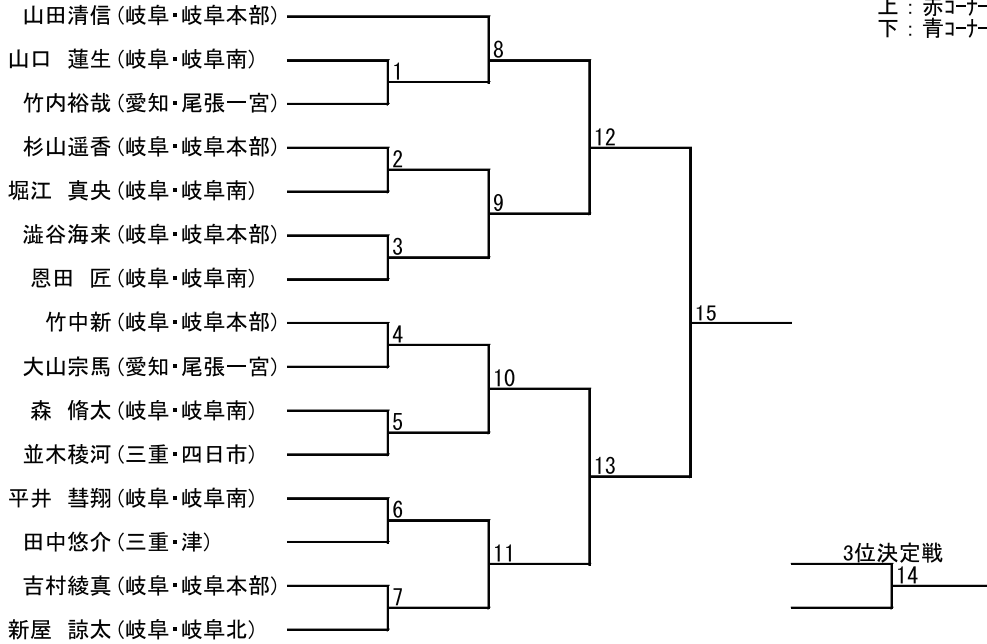 山田清信(岐阜・岐阜本部)
山口 蓮生(岐阜・岐阜南)
竹内裕哉(愛知・尾張一宮)
杉山遥香(岐阜・岐阜本部)
堀江 真央(岐阜・岐阜南)
澁谷海来(岐阜・岐阜本部)
恩田 匠(岐阜・岐阜南)
竹中新(岐阜・岐阜本部)
大山宗馬(愛知・尾張一宮)
森 脩太(岐阜・岐阜南)
並木稜河(三重・四日市)
平井 彗翔(岐阜・岐阜南)
田中悠介(三重・津)
吉村綾真(岐阜・岐阜本部)
新屋 諒太(岐阜・岐阜北)
1
2
3
4
5
6
7
8
9
10
11
12
13
15
上:赤コーナー
下:青コーナー
3位決定戦
14